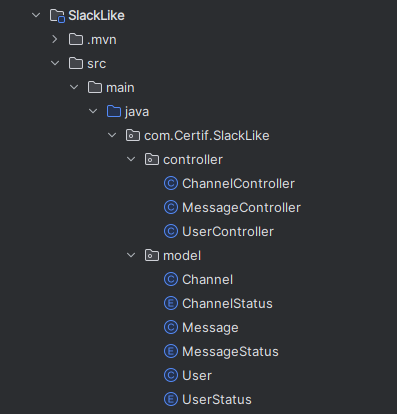 SlackLike
.mvn
src
main
java
com.Certif.SlackLike
controller
C ChannelController
C MessageController
C UserController
model
C Channel
E ChannelStatus
C Message
E MessageStatus
C User
E UserStatus